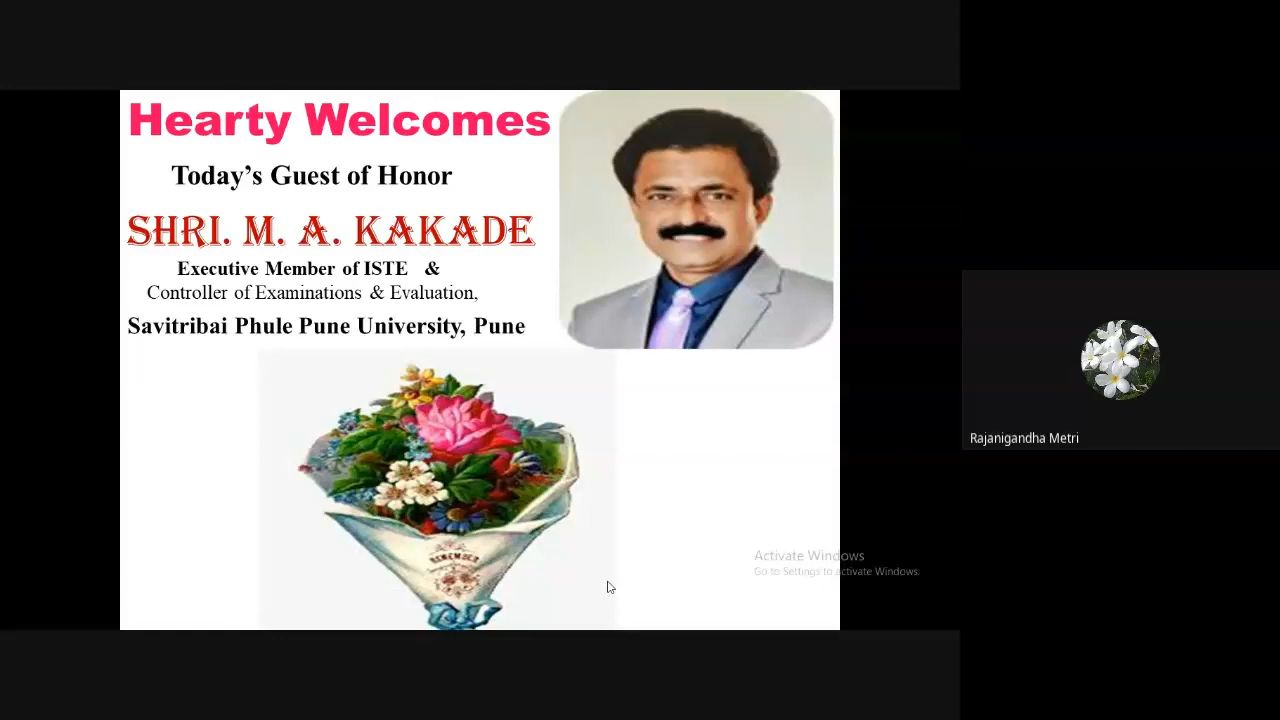 Hearty Welcomes
Today’s Guest of Honor
SHRI. M. A. KAKADE
Executive Member of ISTE &
Controller of Examinations & Evaluation,
Savitribai Phule Pune University, Pune
REMEMBER
Activate Windows
Go to Settings to activate Windows.
Rajanigandha Metri